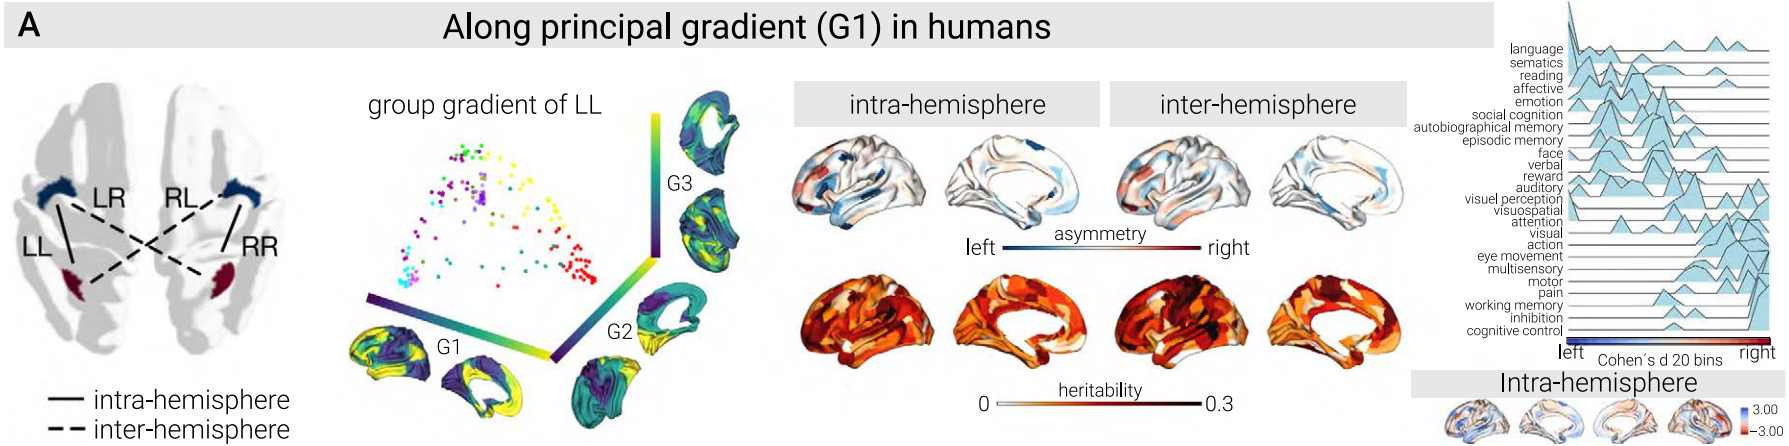 A
Along principal gradient (G1) in humans
LR
RL
LL
RR
intra-hemisphere
inter-hemisphere
group gradient of LL
G3
G2
G1
intra-hemisphere
inter-hemisphere
asymmetry
left
right
heritability
0
0.3
language
sematics
reading
affective
emotion
social cognition
autobiographical memory
episodic memory
face
verbal
reward
auditory
visuel perception
visuospatial
attention
visual
action
eye movement
multisensory
motor
pain
working memory
inhibition
cognitive control
left
right
Cohen´s d 20 bins
Intra-hemisphere
3.00
−3.00